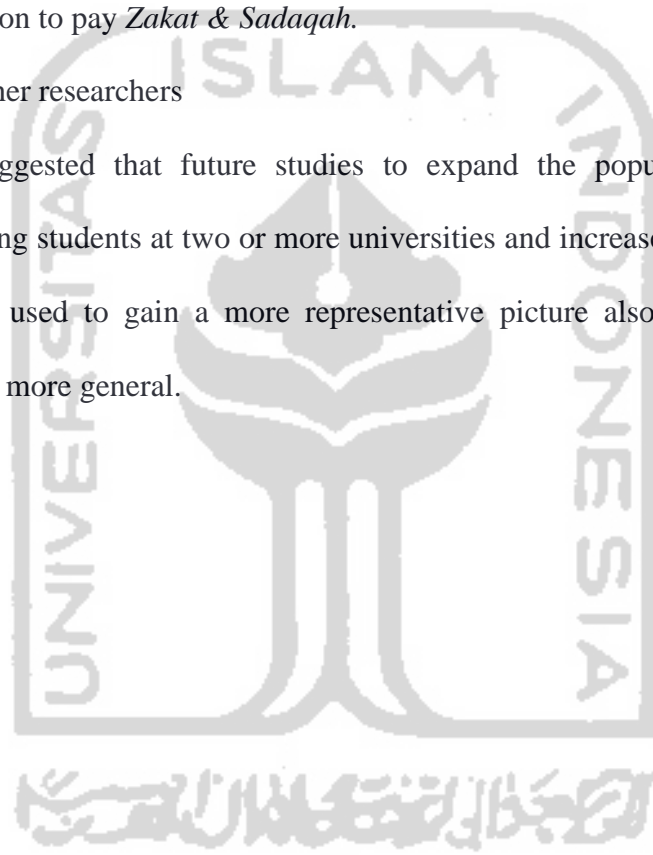 on to pay Zakat & Sadaqah.
ner researchers
ggested that future studies to expand the popu
ng students at two or more universities and increase
used to gain a more representative picture also
more general.
UNIVERSITAS
ISLAM
INDONESIA